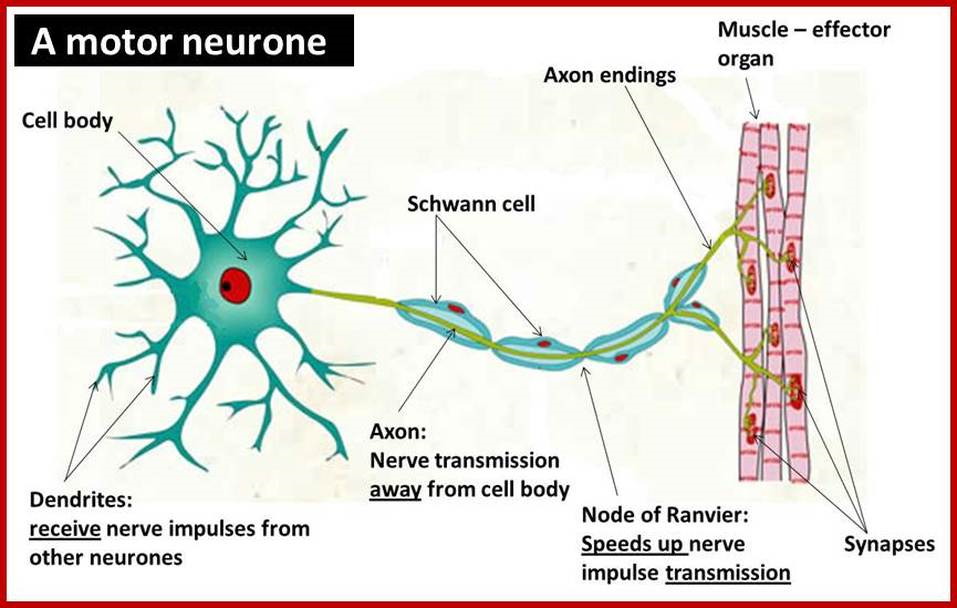 A motor neurone
Muscle – effector
organ
Axon endings
Cell body
Schwann cell
Axon:
Nerve transmission
away from cell body
Dendrites:
receive nerve impulses from
other neurones
Node of Ranvier:
Speeds up nerve
impulse transmission
Synapses